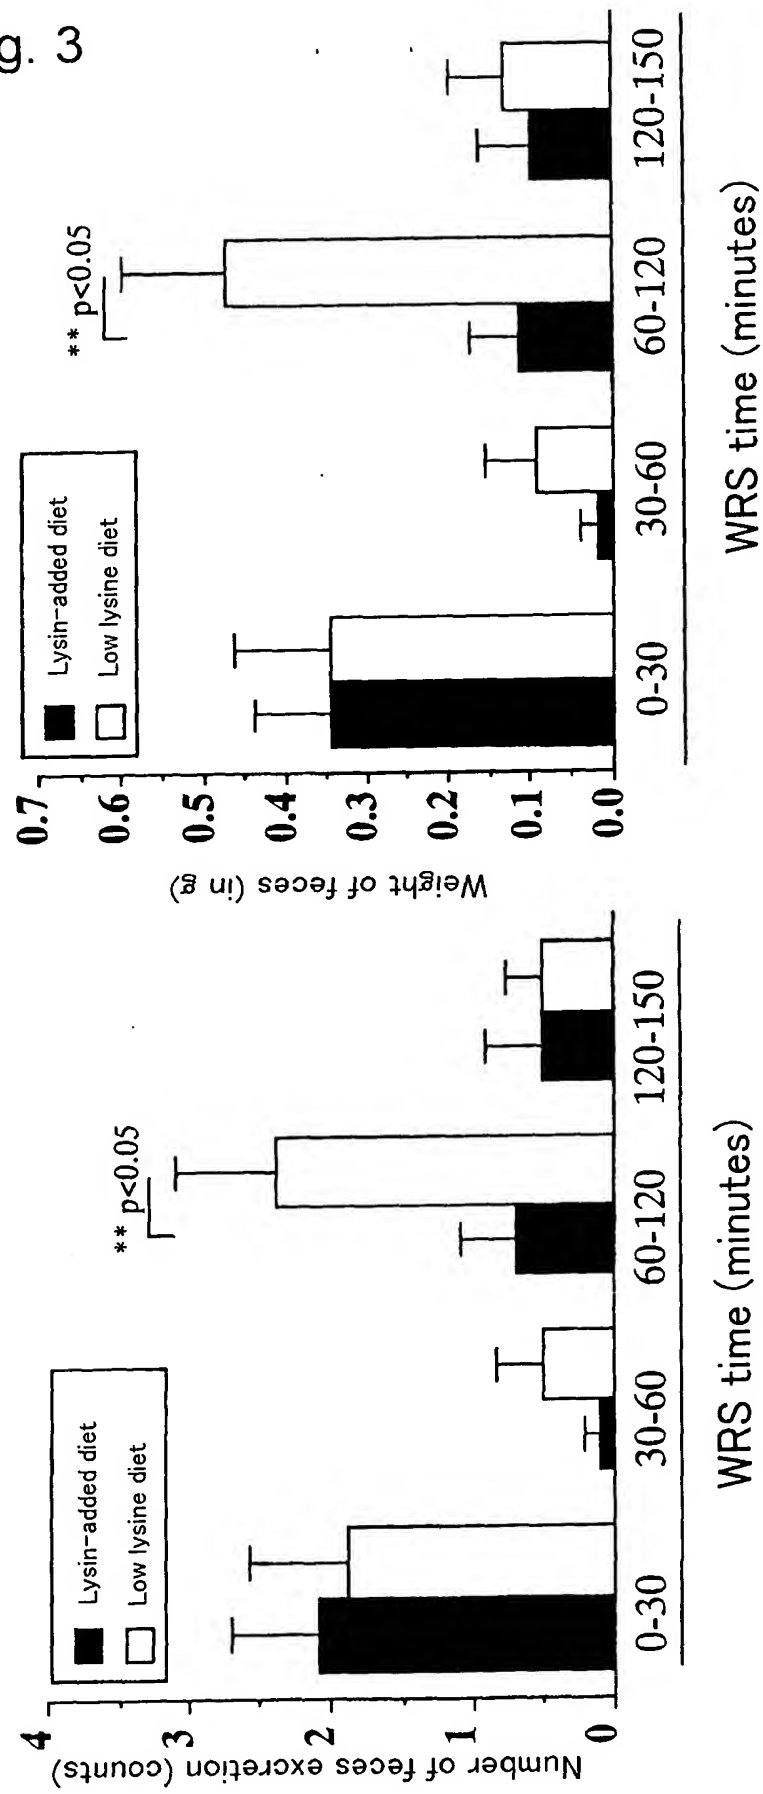 g. 3
Number of feces excretion (counts)
4
3
2
1
0
Lysin-added diet
Low lysine diet
** p<0.05
0-30 30-60 60-120 120-150
WRS time (minutes)
Weight of feces (in g)
0.7
0.6
0.5
0.4
0.3
0.2
0.1
0.0
Lysin-added diet
Low lysine diet
** p<0.05
0-30 30-60 60-120 120-150
WRS time (minutes)